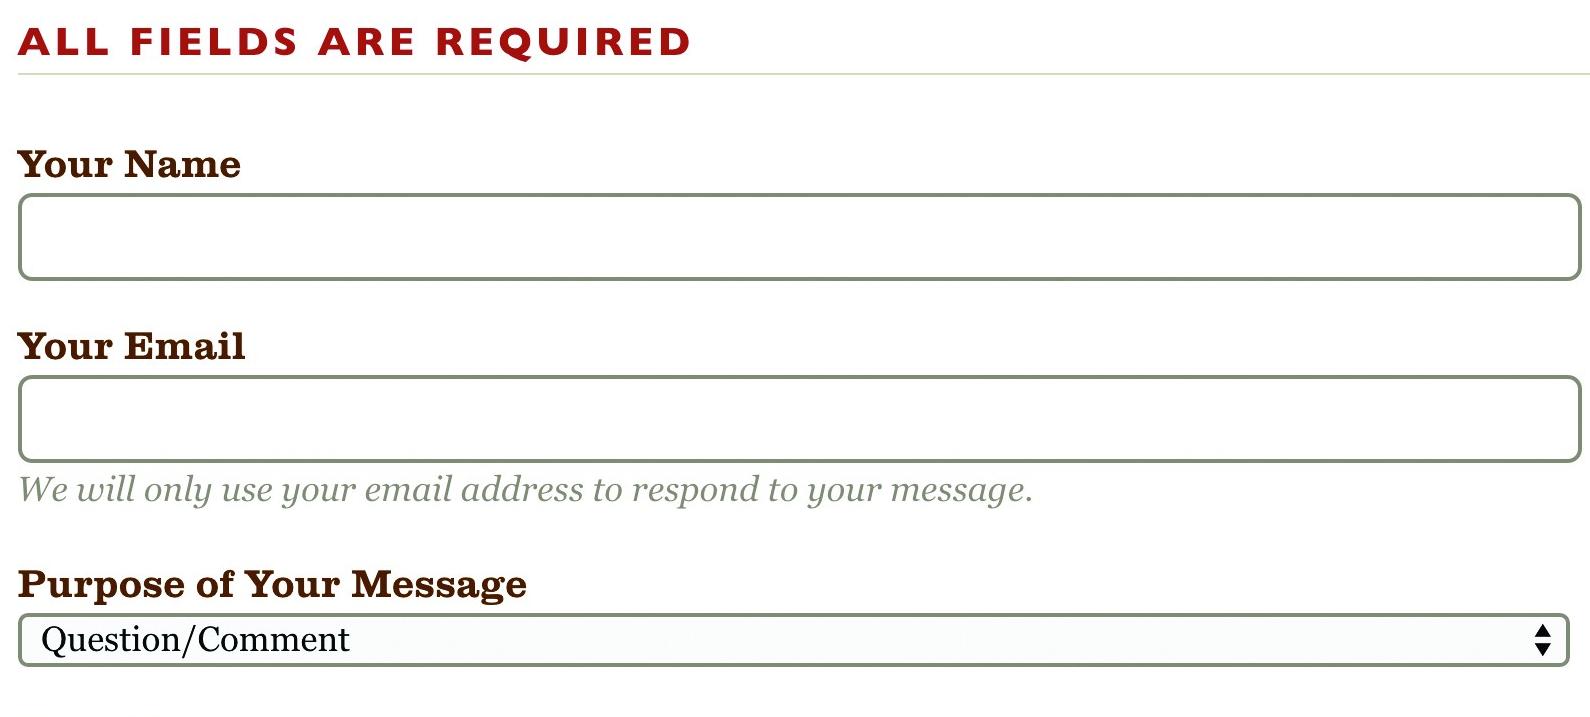 ALL FIELDS ARE REQUIRED
Your Name
Your Email
We will only use your email address to respond to your message.
Purpose of Your Message
Question/Comment